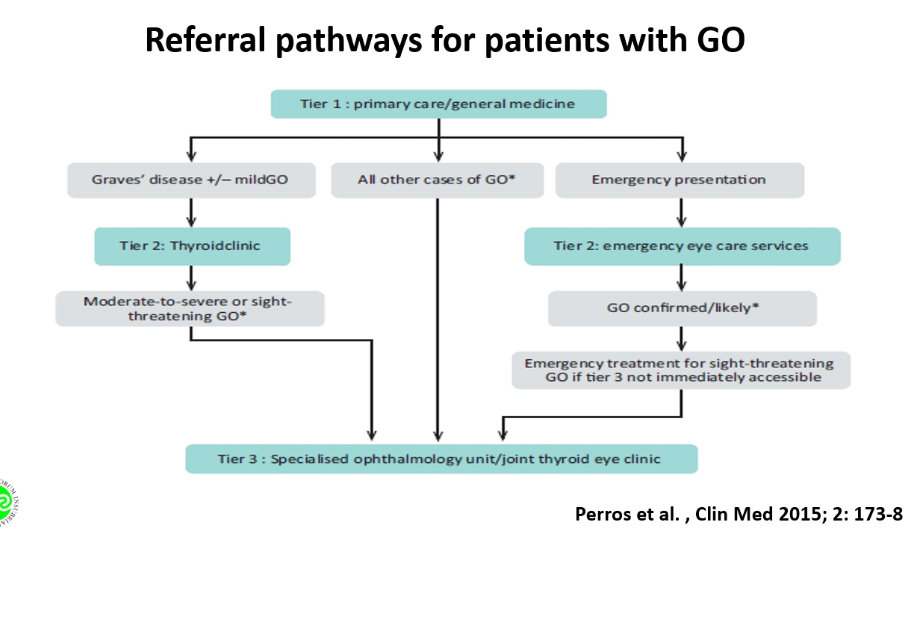 Referral pathways for patients with GO
Tier 1 : primary care/general medicine
Graves’ disease +/– mildGO
All other cases of GO*
Emergency presentation
Tier 2: Thyroidclinic
Tier 2: emergency eye care services
Moderate-to-severe or sight-
threatening GO*
GO confirmed/likely*
Emergency treatment for sight-threatening
GO if tier 3 not immediately accessible
Tier 3 : Specialised ophthalmology unit/joint thyroid eye clinic
Perros et al. , Clin Med 2015; 2: 173-8